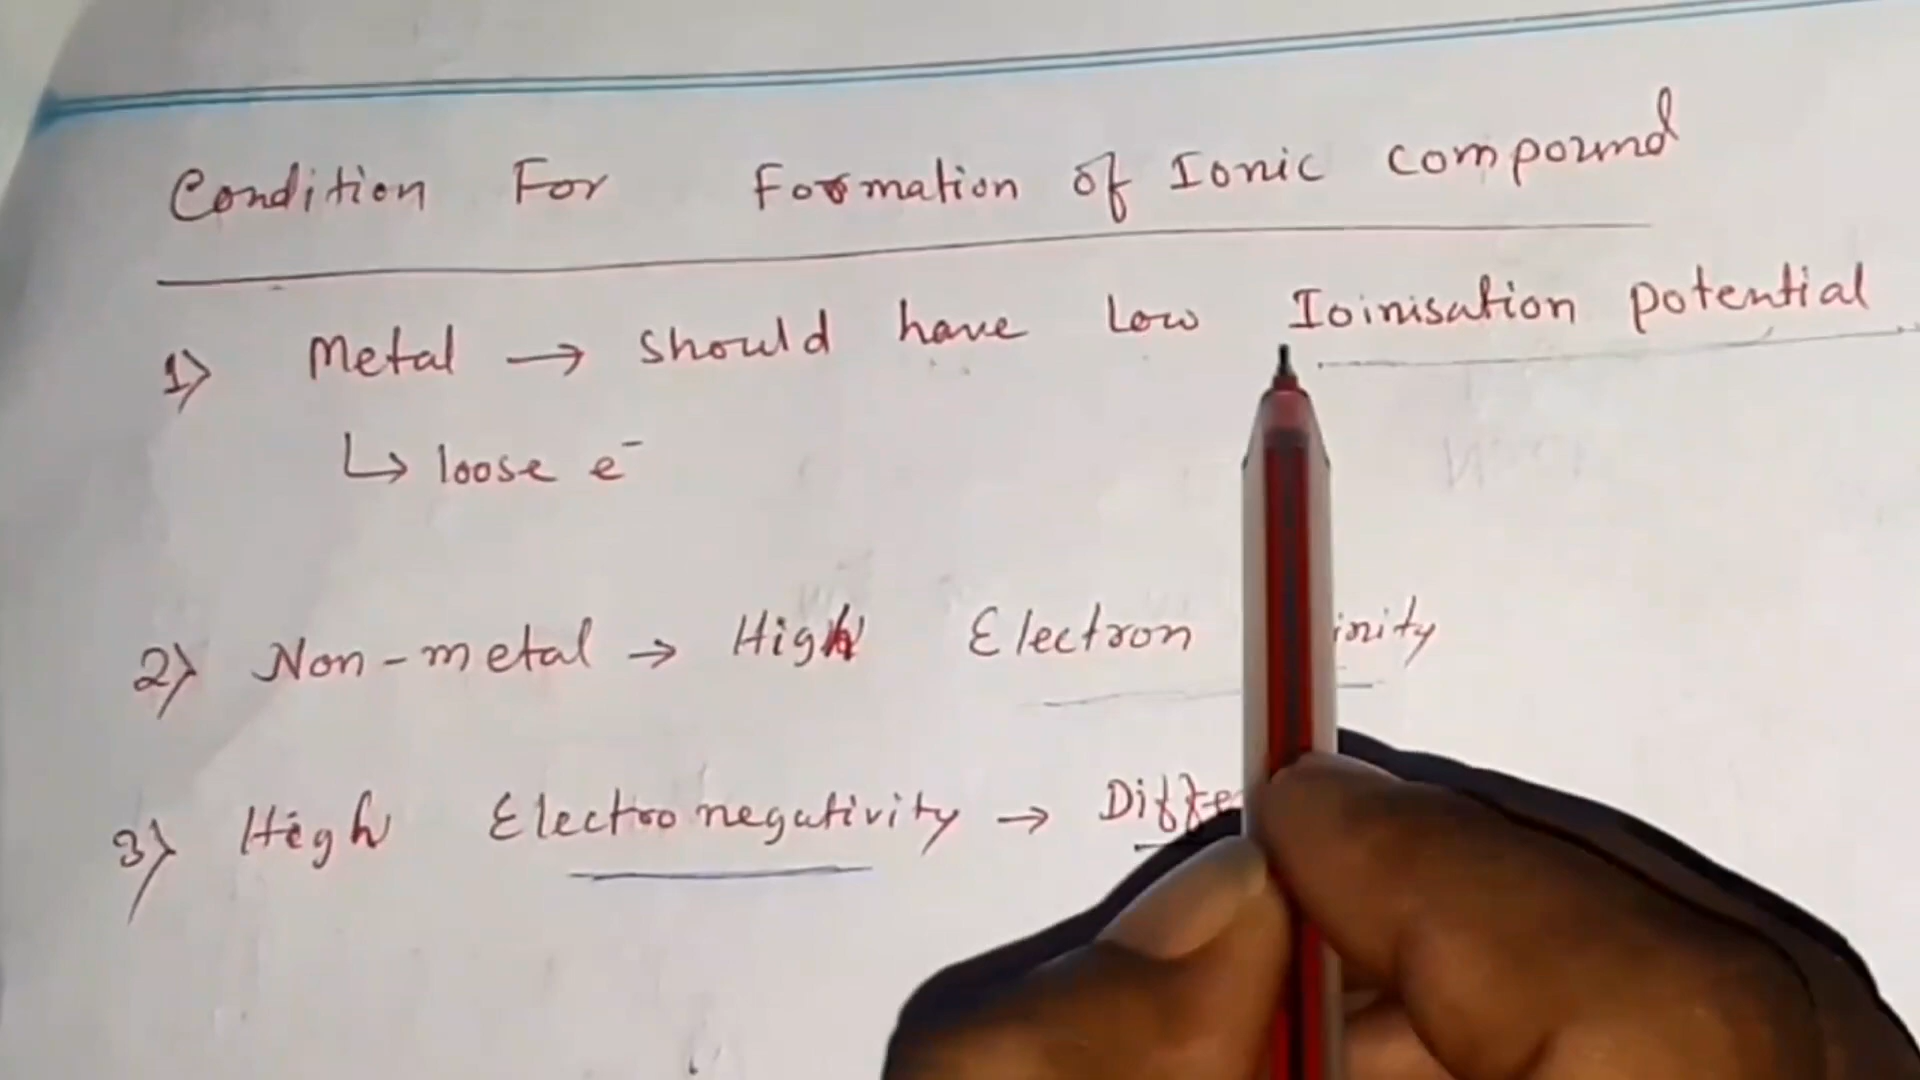 Condition For Formation of Ionic compound
1) Metal → should have Low Ioinisation potential
↳ loose e⁻
2) Non-metal → High Electron
3) High Electronegativity →